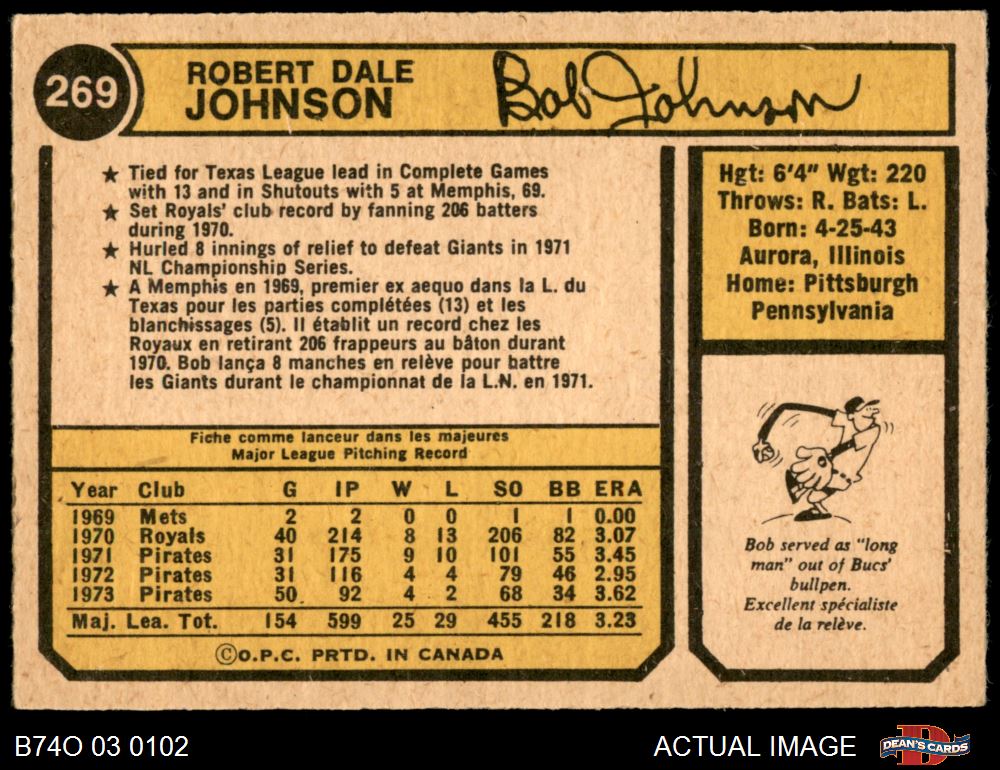 269
ROBERT DALE
JOHNSON
Bob Johnson
★ Tied for Texas League lead in Complete Games
with 13 and in Shutouts with 5 at Memphis, 69.
★ Set Royals' club record by fanning 206 batters
during 1970.
★ Hurled 8 innings of relief to defeat Giants in 1971
NL Championship Series.
★ A Memphis en 1969, premier ex aequo dans la L. du
Texas pour les parties complétées (13) et les
blanchissages (5). Il établit un record chez les
Royaux en retirant 206 frappeurs au bâton durant
1970. Bob lança 8 manches en relève pour battre
les Giants durant le championnat de la L.N. en 1971.
Hgt: 6'4" Wgt: 220
Throws: R. Bats: L.
Born: 4-25-43
Aurora, Illinois
Home: Pittsburgh
Pennsylvania
Fiche comme lanceur dans les majeures
Major League Pitching Record
Year Club G IP W L SO BB ERA
1969 Mets 2 2 0 0 1 1 0.00
1970 Royals 40 214 8 13 206 82 3.07
1971 Pirates 31 175 9 10 101 55 3.45
1972 Pirates 31 116 4 4 79 46 2.95
1973 Pirates 50 92 4 2 68 34 3.62
Maj. Lea. Tot. 154 599 25 29 455 218 3.23
©O.P.C. PRTD. IN CANADA
Bob served as "long
man" out of Bucs'
bullpen.
Excellent spécialiste
de la relève.
B74O 03 0102
ACTUAL IMAGE
DEAN'S CARDS